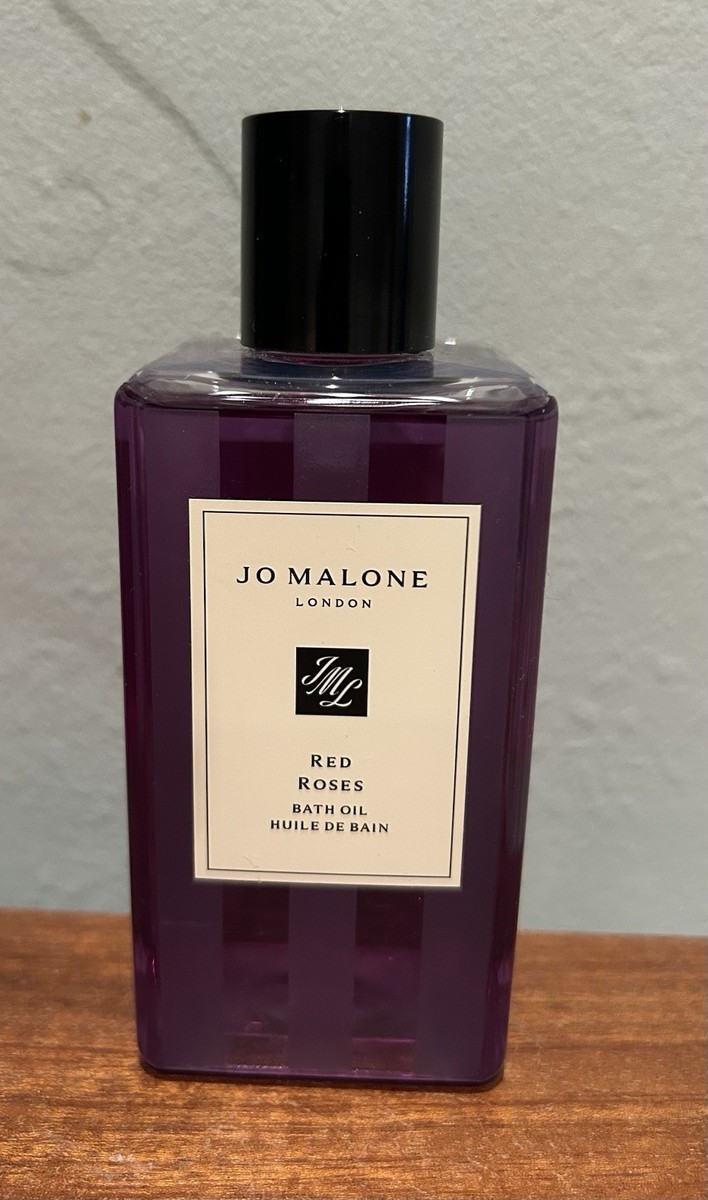 JO MALONE
LONDON
JML
RED
ROSES
BATH OIL
HUILE DE BAIN